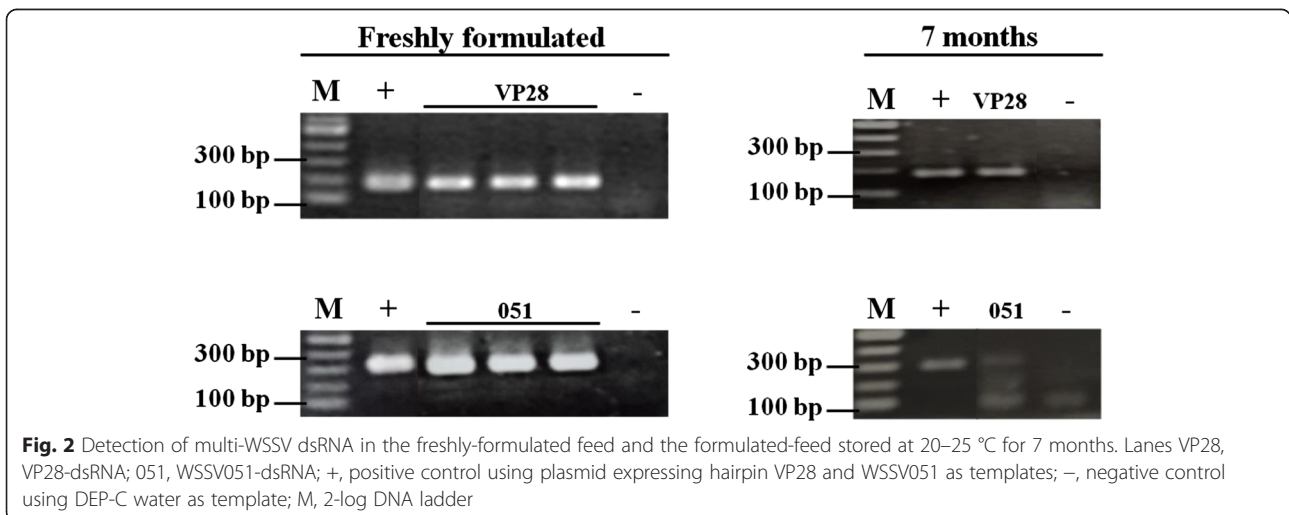 Freshly formulated
M + VP28 -
300 bp
100 bp
7 months
M + VP28 -
300 bp
100 bp
M + 051 -
300 bp
100 bp
M + 051 -
300 bp
100 bp
Fig. 2 Detection of multi-WSSV dsRNA in the freshly-formulated feed and the formulated-feed stored at 20–25 °C for 7 months. Lanes VP28,
VP28-dsRNA; 051, WSSV051-dsRNA; +, positive control using plasmid expressing hairpin VP28 and WSSV051 as templates; −, negative control
using DEP-C water as template; M, 2-log DNA ladder